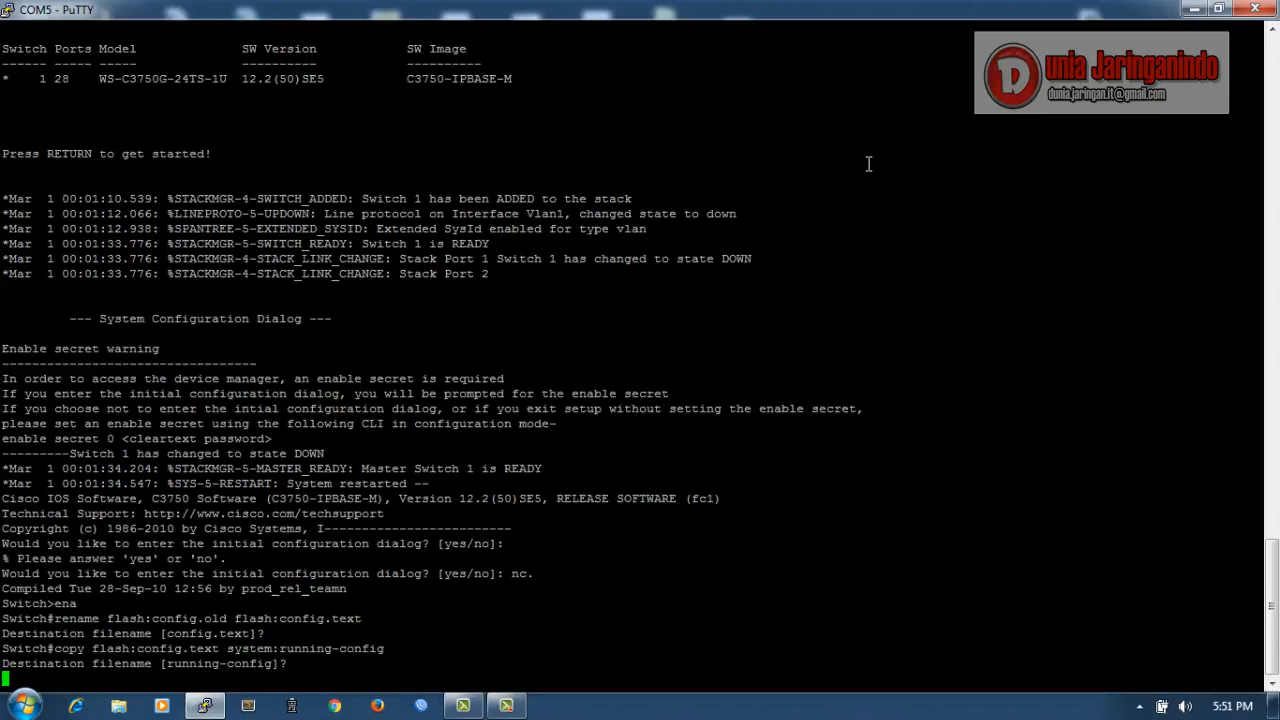 COM5 - PuTTY
Switch Ports Model              SW Version            SW Image
------ ----- -----              ----------            ----------
*    1 28    WS-C3750G-24TS-1U  12.2(50)SE5           C3750-IPBASE-M
Dunia Jaringanindo
dunia.jaringan.it@gmail.com
Press RETURN to get started!
*Mar  1 00:01:10.539: %STACKMGR-4-SWITCH_ADDED: Switch 1 has been ADDED to the stack
*Mar  1 00:01:12.066: %LINEPROTO-5-UPDOWN: Line protocol on Interface Vlan1, changed state to down
*Mar  1 00:01:12.938: %SPANTREE-5-EXTENDED_SYSID: Extended SysId enabled for type vlan
*Mar  1 00:01:33.776: %STACKMGR-5-SWITCH_READY: Switch 1 is READY
*Mar  1 00:01:33.776: %STACKMGR-4-STACK_LINK_CHANGE: Stack Port 1 Switch 1 has changed to state DOWN
*Mar  1 00:01:33.776: %STACKMGR-4-STACK_LINK_CHANGE: Stack Port 2
--- System Configuration Dialog ---
Enable secret warning
----------------------------------
In order to access the device manager, an enable secret is required
If you enter the initial configuration dialog, you will be prompted for the enable secret
If you choose not to enter the intial configuration dialog, or if you exit setup without setting the enable secret,
please set an enable secret using the following CLI in configuration mode-
enable secret 0 <cleartext password>
---------Switch 1 has changed to state DOWN
*Mar  1 00:01:34.204: %STACKMGR-5-MASTER_READY: Master Switch 1 is READY
*Mar  1 00:01:34.547: %SYS-5-RESTART: System restarted --
Cisco IOS Software, C3750 Software (C3750-IPBASE-M), Version 12.2(50)SE5, RELEASE SOFTWARE (fc1)
Technical Support: http://www.cisco.com/techsupport
Copyright (c) 1986-2010 by Cisco Systems, I-------------------------
Would you like to enter the initial configuration dialog? [yes/no]:
% Please answer 'yes' or 'no'.
Would you like to enter the initial configuration dialog? [yes/no]: nc.
Compiled Tue 28-Sep-10 12:56 by prod_rel_teamn
Switch>ena
Switch#rename flash:config.old flash:config.text
Destination filename [config.text]?
Switch#copy flash:config.text system:running-config
Destination filename [running-config]?
5:51 PM